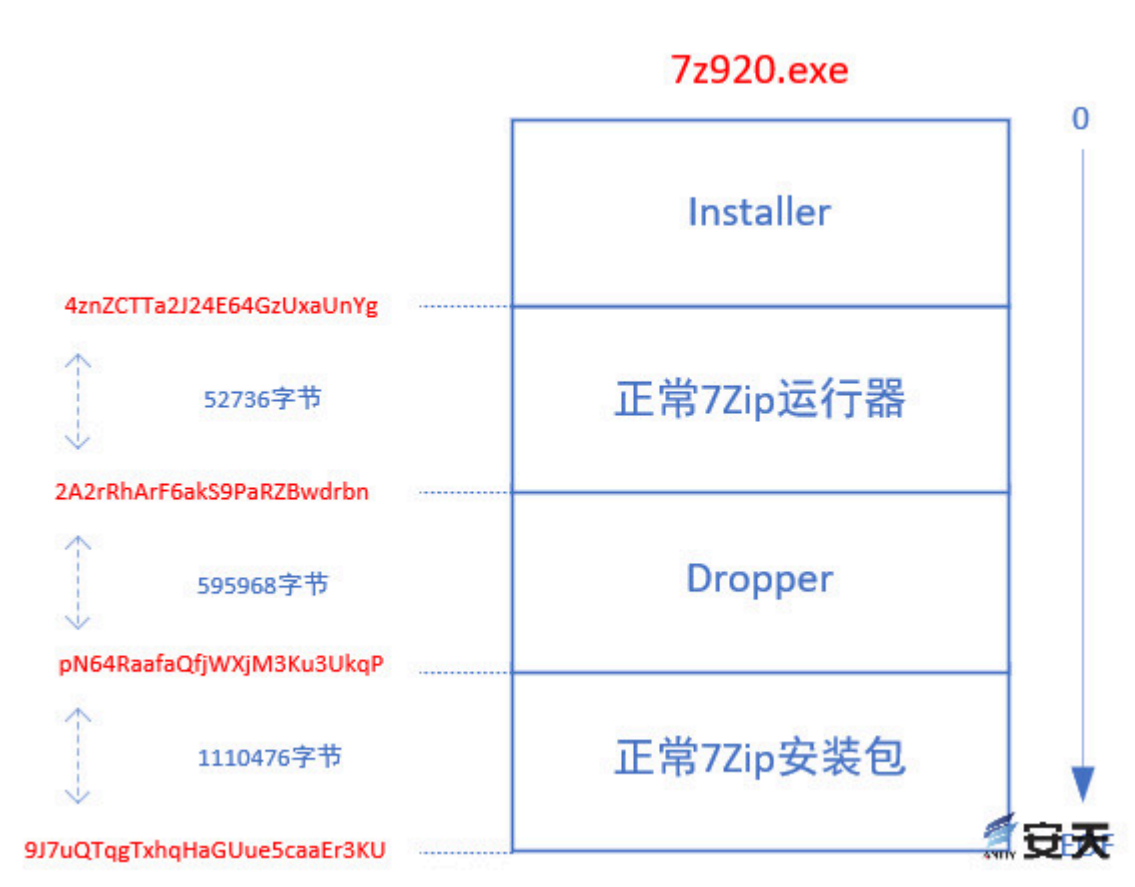 7z920.exe
0
Installer
4znZCTTa2J24E64GzUxaUnYg
52736字节
正常7Zip运行器
2A2rRhArF6akS9PaRZBwdrbn
595968字节
Dropper
pN64RaafaQfjWXjM3Ku3UkqP
1110476字节
正常7Zip安装包
9J7uQTqgTxhqHaGUue5caaEr3KU
安天
ANTIY